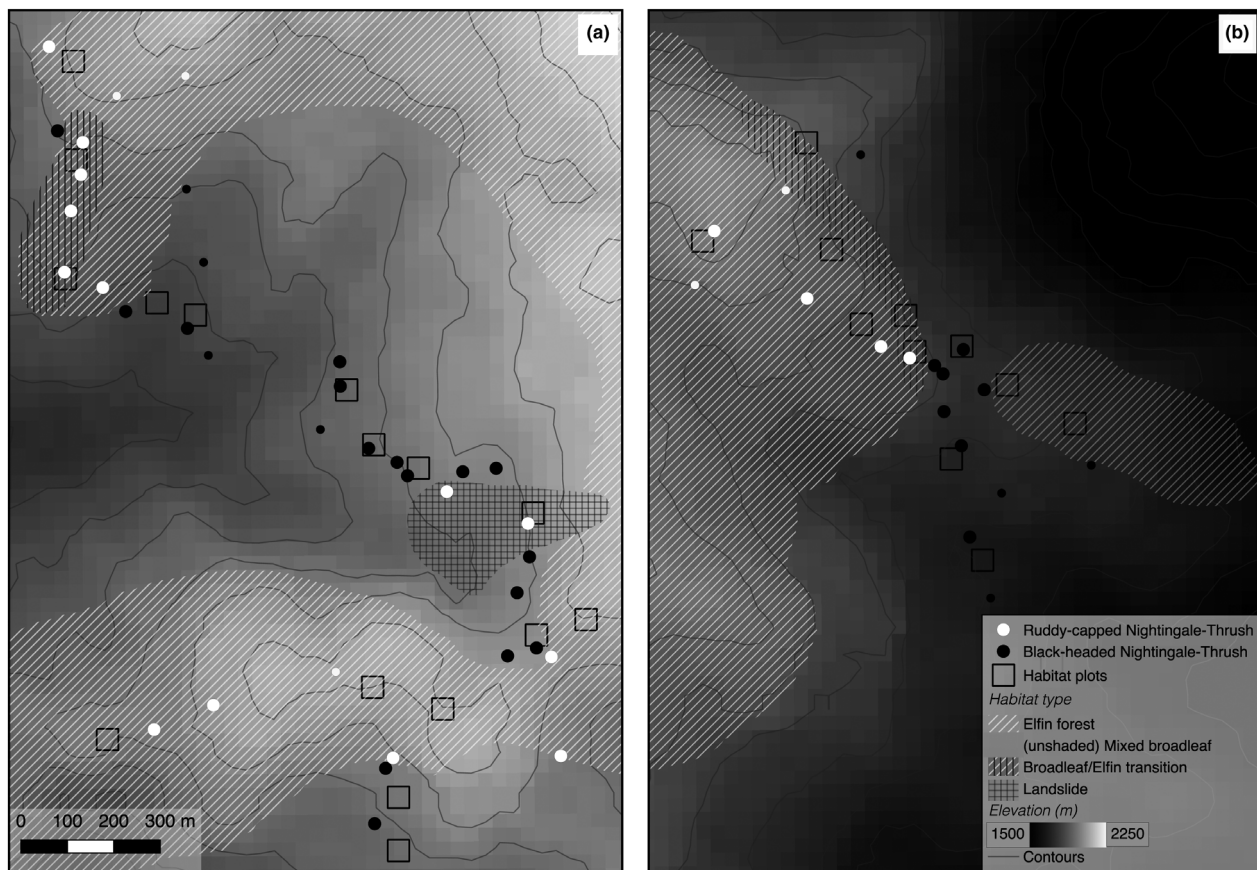 (a)
(b)
0 100 200 300 m
Ruddy-capped Nightingale-Thrush
Black-headed Nightingale-Thrush
Habitat plots
Habitat type
Elfin forest
(unshaded) Mixed broadleaf
Broadleaf/Elfin transition
Landslide
Elevation (m)
1500 2250
Contours